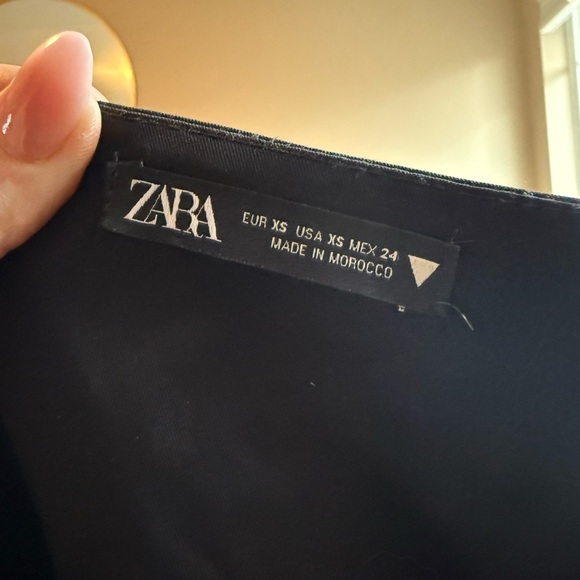 ZARA
EUR XS USA XS MEX 24
MADE IN MOROCCO